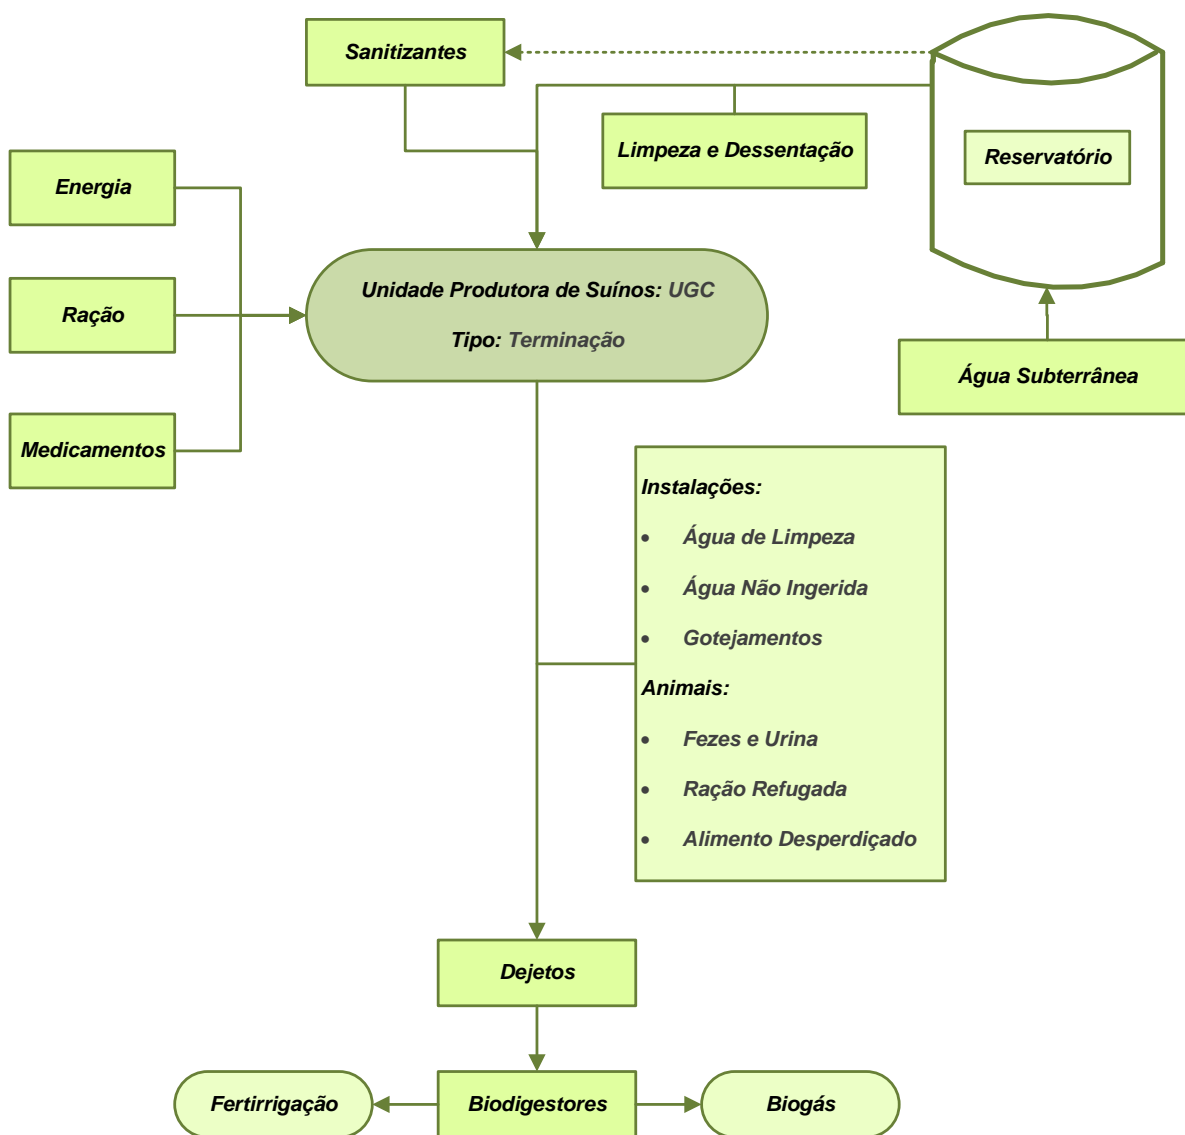 Sanitizantes
Limpeza e Dessentação
Reservatório
Energia
Ração
Medicamentos
Unidade Produtora de Suínos: UGC
Tipo: Terminação
Água Subterrânea
Instalações:
• Água de Limpeza
• Água Não Ingerida
• Gotejamentos
Animais:
• Fezes e Urina
• Ração Refugada
• Alimento Desperdiçado
Dejetos
Fertirrigação
Biodigestores
Biogás